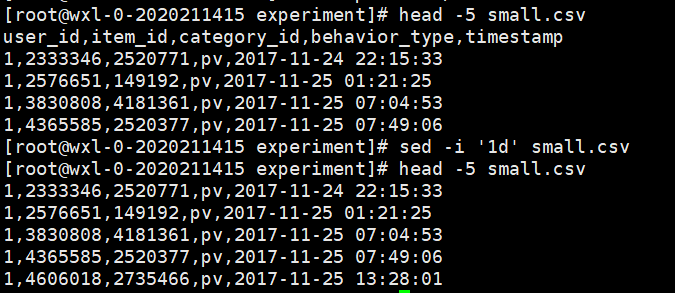 [root@wxl-0-2020211415 experiment]# head -5 small.csv
user_id,item_id,category_id,behavior_type,timestamp
1,2333346,2520771,pv,2017-11-24 22:15:33
1,2576651,149192,pv,2017-11-25 01:21:25
1,3830808,4181361,pv,2017-11-25 07:04:53
1,4365585,2520377,pv,2017-11-25 07:49:06
[root@wxl-0-2020211415 experiment]# sed -i '1d' small.csv
[root@wxl-0-2020211415 experiment]# head -5 small.csv
1,2333346,2520771,pv,2017-11-24 22:15:33
1,2576651,149192,pv,2017-11-25 01:21:25
1,3830808,4181361,pv,2017-11-25 07:04:53
1,4365585,2520377,pv,2017-11-25 07:49:06
1,4606018,2735466,pv,2017-11-25 13:28:01